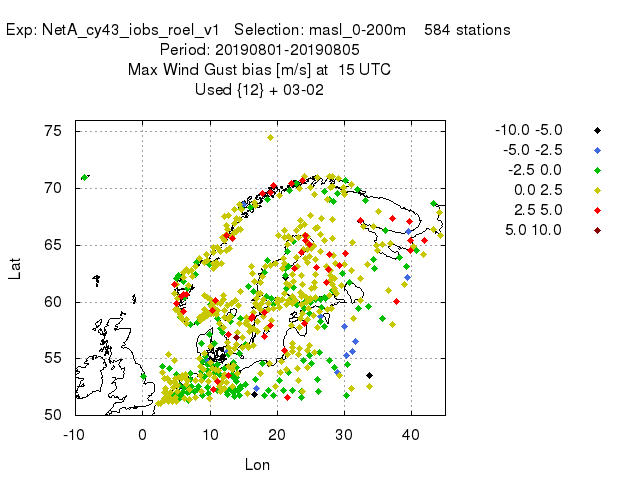 Exp: NetA_cy43_iobs_roel_v1 Selection: masl_0-200m 584 stations
Period: 20190801-20190805
Max Wind Gust bias [m/s] at 15 UTC
Used {12} + 03-02
75
70
65
60
55
50
-10 0 10 20 30 40
Lat
Lon
-10.0 -5.0
-5.0 -2.5
-2.5 0.0
0.0 2.5
2.5 5.0
5.0 10.0